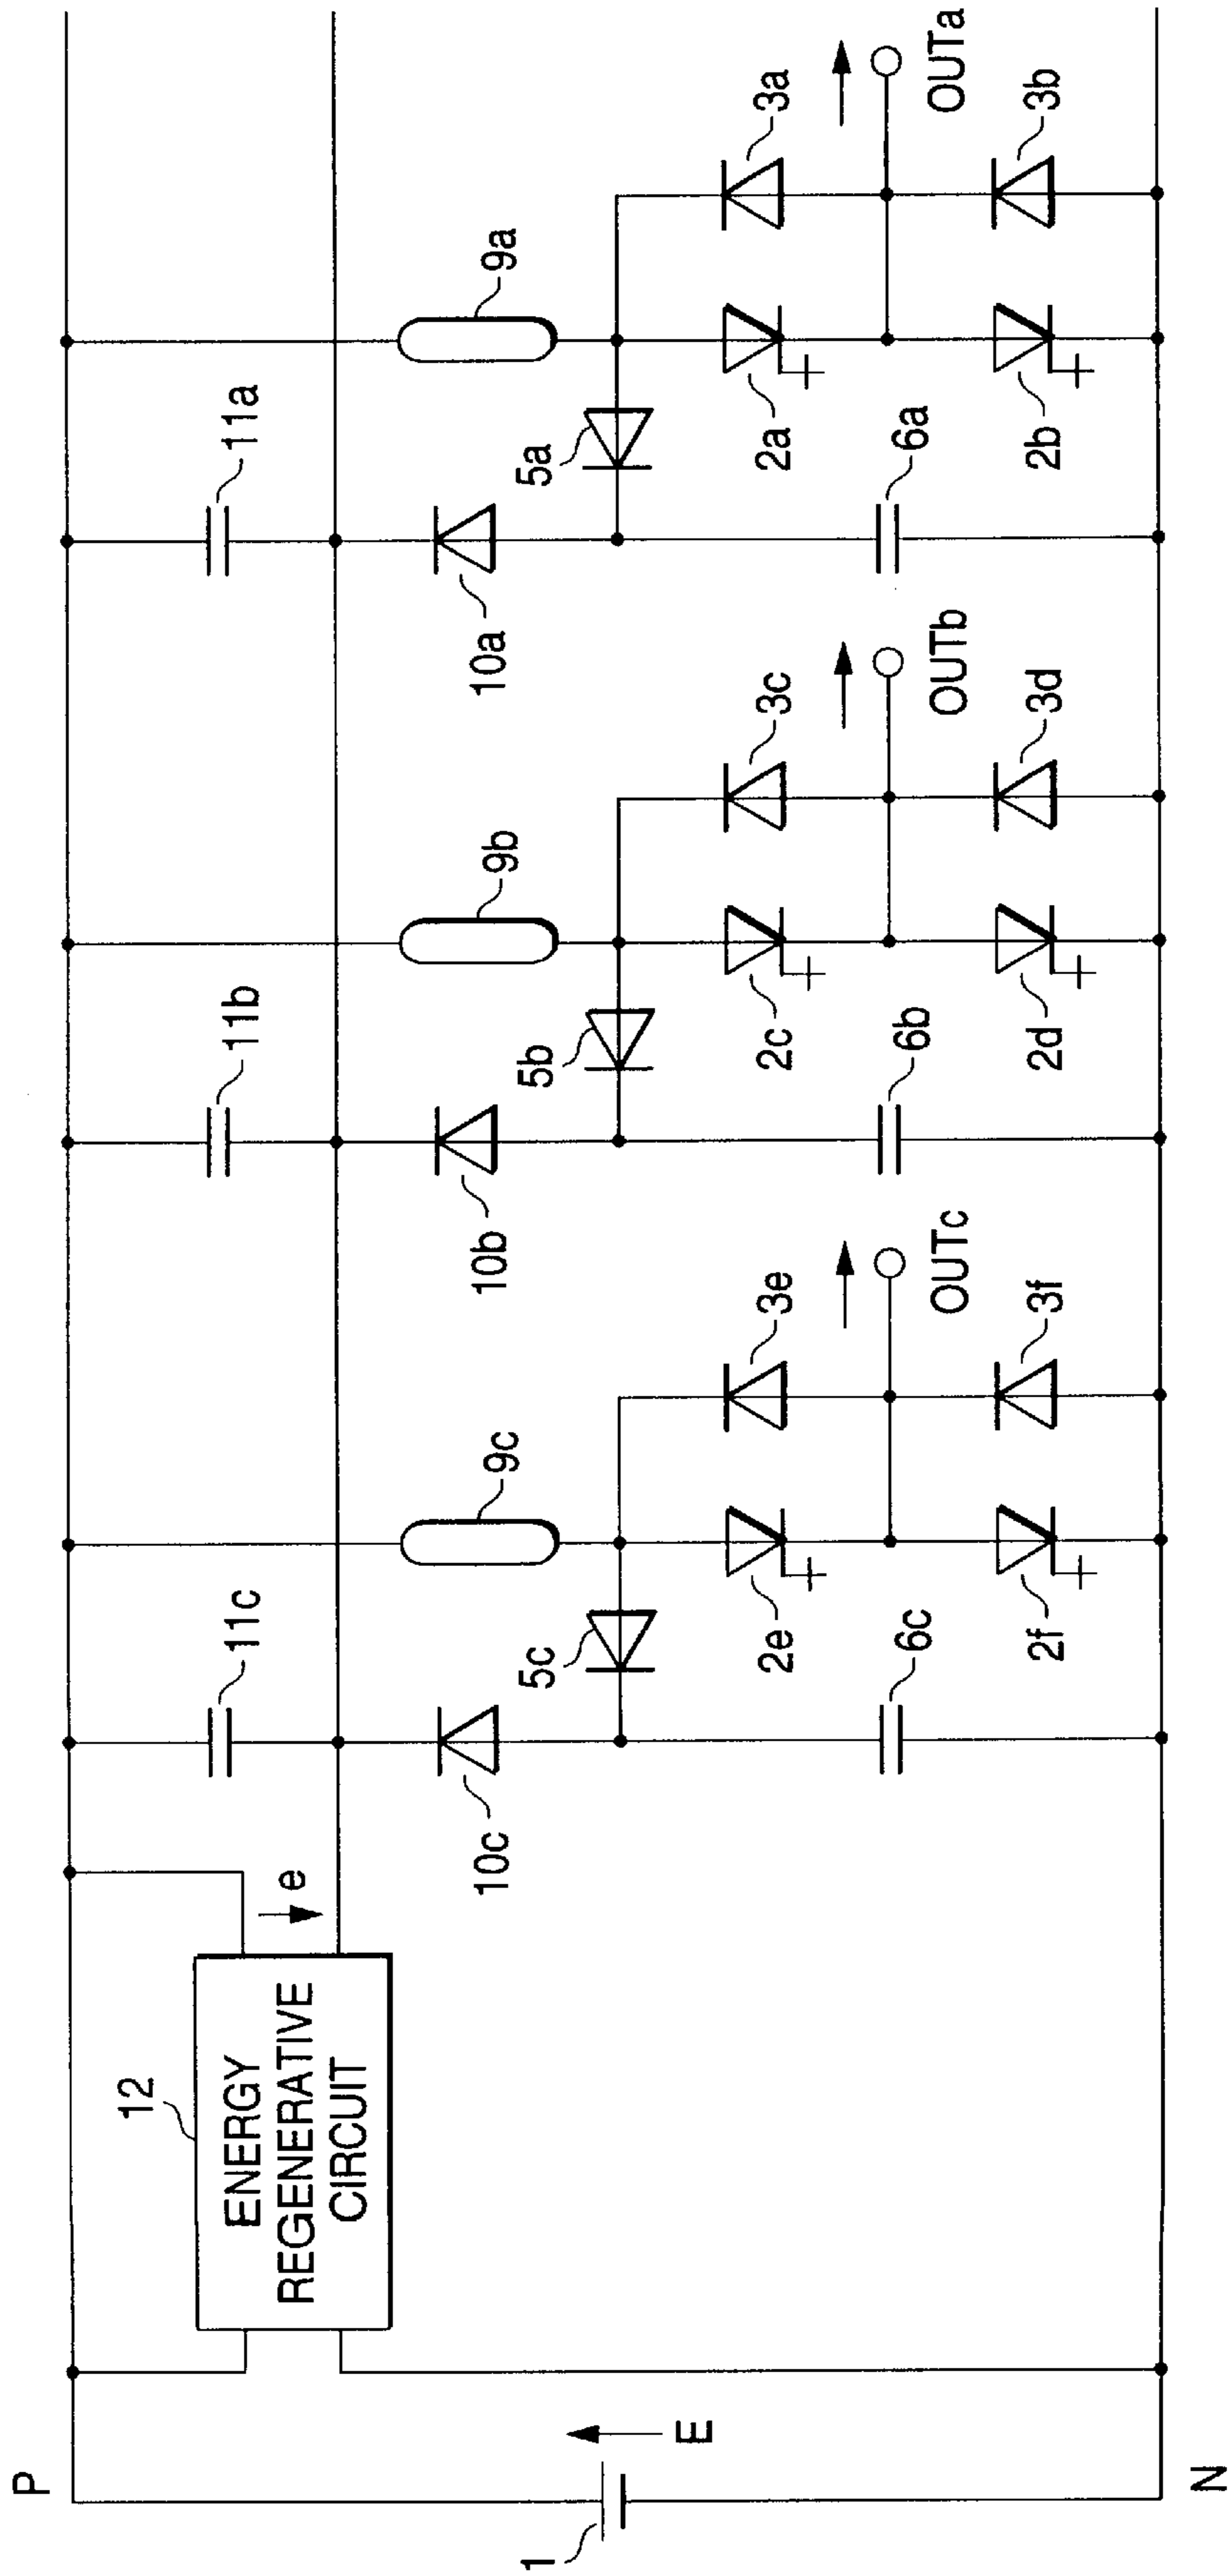 P
12
ENERGY
REGENERATIVE
CIRCUIT
e
1
E
N
11c
9c
10c
5c
6c
2e
3e
2f
3f
OUTc
11b
9b
10b
5b
6b
2c
3c
2d
3d
OUTb
11a
9a
10a
5a
6a
2a
3a
2b
3b
OUTa